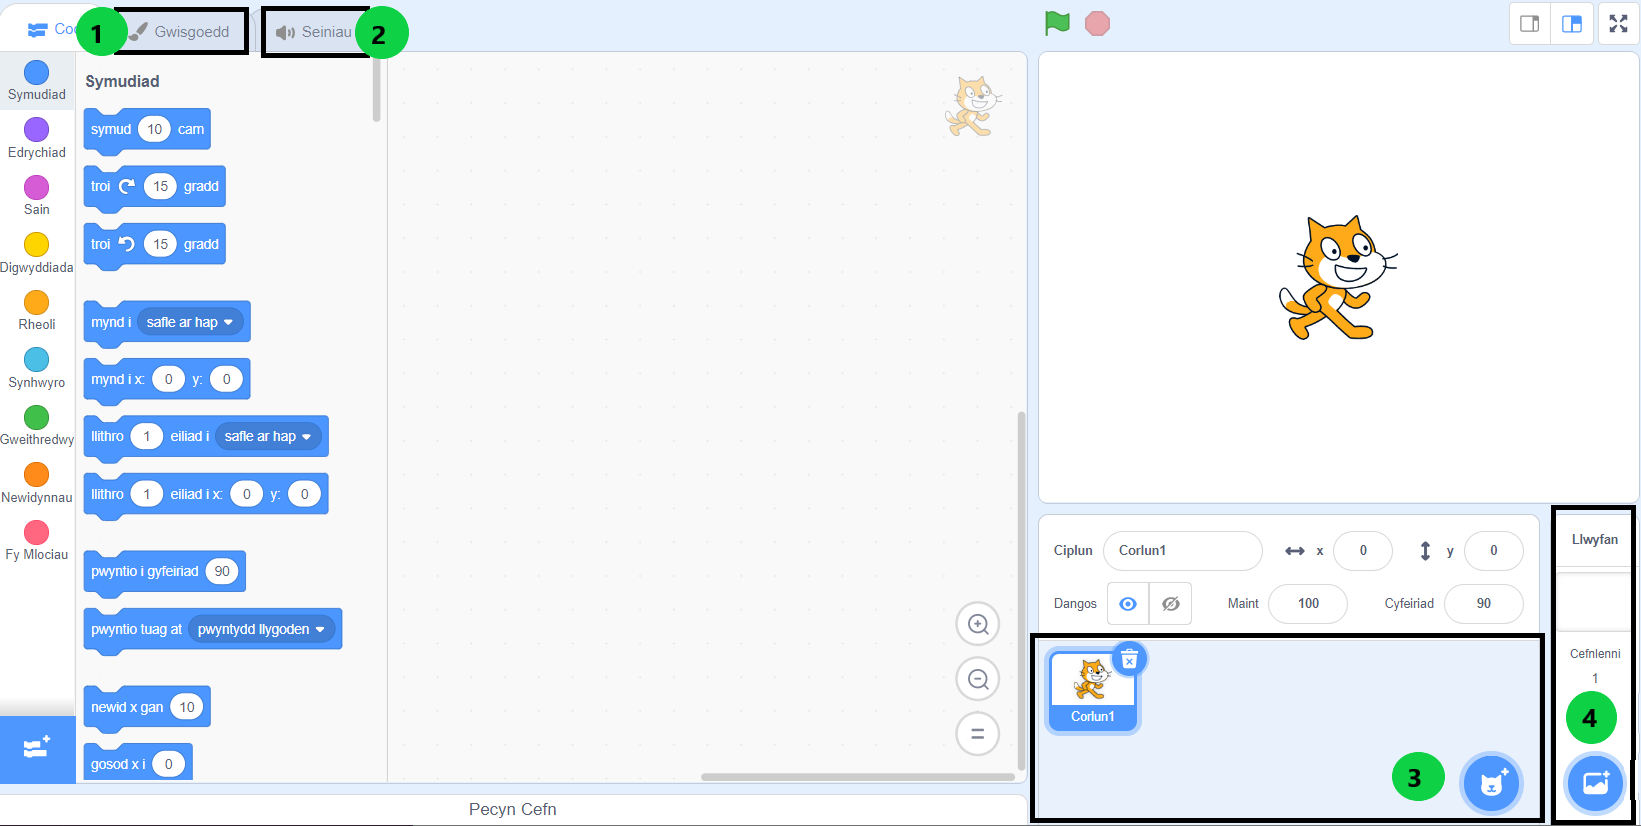 1
Gwisgoedd
Seiniau
2
Symudiad
Edrychiad
Sain
Digwyddiada
Rheoli
Synhwyro
Gweithredwy
Newidynnau
Fy Mlociau
Symudiad
symud 10 cam
troi 15 gradd
troi 15 gradd
mynd i safle ar hap
mynd i x: 0 y: 0
llithro 1 eiliad i safle ar hap
llithro 1 eiliad i x: 0 y: 0
pwyntio i gyfeiriad 90
pwyntio tuag at pwyntydd llygoden
newid x gan 10
gosod x i 0
Pecyn Cefn
Ciplun Corlun1 x 0 y 0
Dangos Maint 100 Cyfeiriad 90
Corlun1
3
Llwyfan
Cefnlenni
1
4